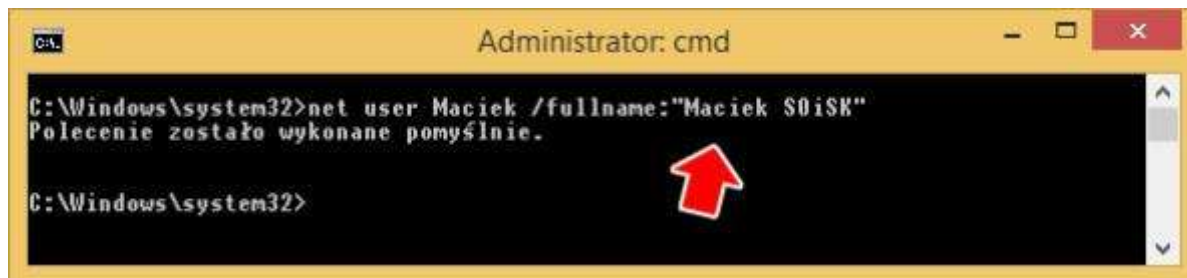 Administrator: cmd
C:\Windows\system32>net user Maciek /fullname:"Maciek SOiSK"
Polecenie zostało wykonane pomyślnie.
C:\Windows\system32>